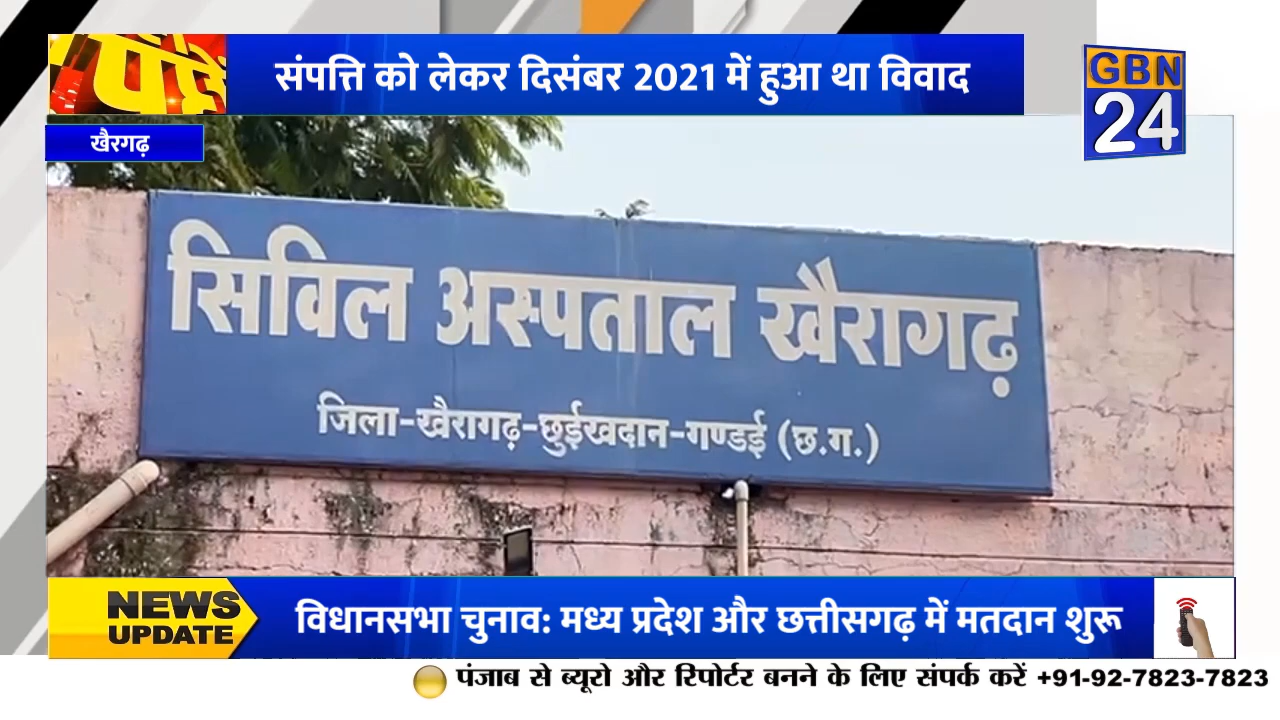 संपत्ति को लेकर दिसंबर 2021 में हुआ था विवाद
GBN
24
खैरगढ़
सिविल अस्पताल खैरागढ़
जिला-खैरागढ़-छुईखदान-गण्डई (छ.ग.)
NEWS
UPDATE
विधानसभा चुनाव: मध्य प्रदेश और छत्तीसगढ़ में मतदान शुरू
पंजाब से ब्यूरो और रिपोर्टर बनने के लिए संपर्क करें +91-92-7823-7823